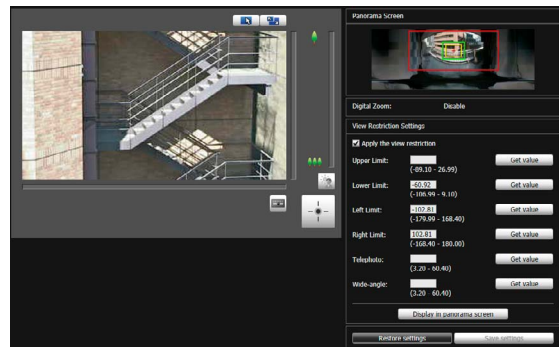 Panorama Screen
Digital Zoom: Disable
View Restriction Settings
Apply the view restriction
Upper Limit: Get value
(-89.10 - 26.99)
Lower Limit: -60.92 Get value
(-106.99 - 9.10)
Left Limit: -102.81 Get value
(-179.99 - 168.40)
Right Limit: 102.81 Get value
(-168.40 - 180.00)
Telephoto: Get value
(3.20 - 60.40)
Wide-angle: Get value
(3.20 - 60.40)
Display in panorama screen
Restore settings Save settings